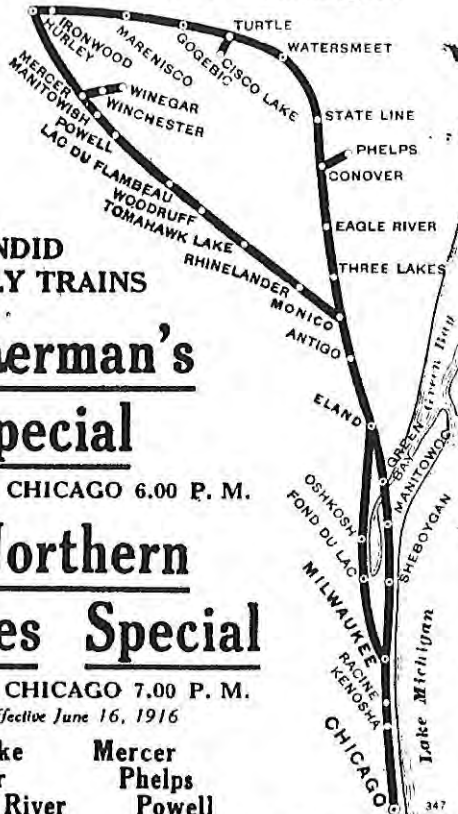 TURTLE
IRONWOOD
HURLEY
MARENISCO
GOGEBIC
CISCO LAKE
WATERSMEET
MERCER
MANITOWISH
POWELL
WINEGAR
WINCHESTER
STATE LINE
LAC DU FLAMBEAU
PHELPS
CONOVER
WOODRUFF
TOMAHAWK LAKE
EAGLE RIVER
RHINELANDER
THREE LAKES
MONICO
ANTIGO
ELAND
Green Bay
GREEN BAY
MANITOWOC
OSHKOSH
FOND DU LAC
SHEBOYGAN
MILWAUKEE
RACINE
KENOSHA
CHICAGO
Lake Michigan
347
NDID
LY TRAINS
erman's
pecial
CHICAGO 6.00 P. M.
orthern
es Special
CHICAGO 7.00 P. M.
ffective June 16, 1916
ke Mercer
r Phelps
River Powell